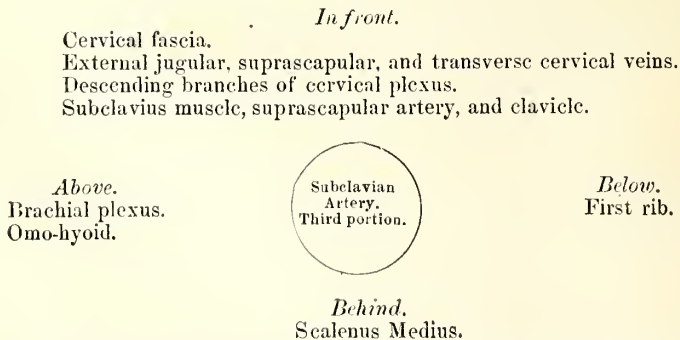 In front.
Cervical fascia.
External jugular, suprascapular, and transverse cervical veins.
Descending branches of cervical plexus.
Subclavius muscle, suprascapular artery, and clavicle.
Above.
Brachial plexus.
Omo-hyoid.
Subclavian
Artery.
Third portion.
Below.
First rib.
Behind.
Scalenus Medius.